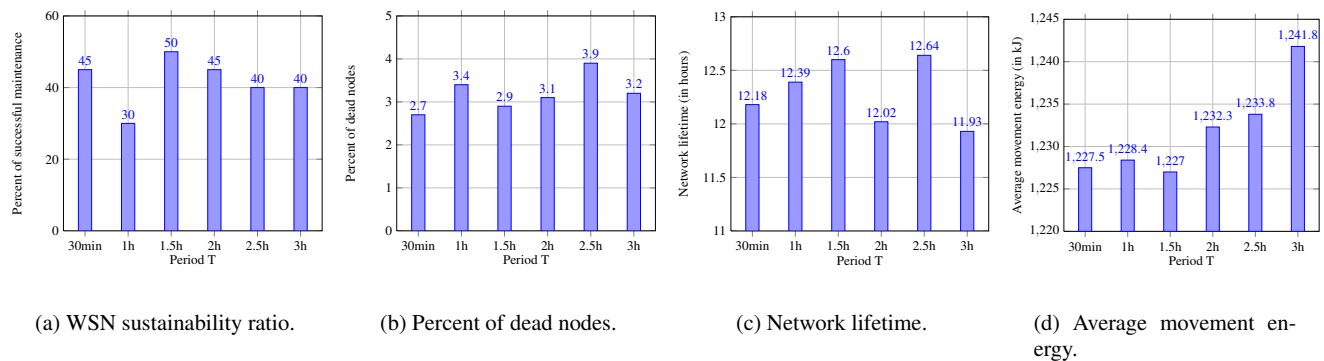 Percent of successful maintenance
60
40
20
0
45
30
50
45
40
40
30min
1h
1.5h
2h
2.5h
3h
Period T
(a) WSN sustainability ratio.
Percent of dead nodes
5
4
3
2
1
0
2.7
3.4
2.9
3.1
3.9
3.2
30min
1h
1.5h
2h
2.5h
3h
Period T
(b) Percent of dead nodes.
Network lifetime (in hours)
13
12.5
12
11.5
11
12.18
12.39
12.6
12.02
12.64
11.93
30min
1h
1.5h
2h
2.5h
3h
Period T
(c) Network lifetime.
Average movement energy (in kJ)
1,245
1,240
1,235
1,230
1,225
1,220
1,227.5
1,228.4
1,227
1,232.3
1,233.8
1,241.8
30min
1h
1.5h
2h
2.5h
3h
Period T
(d) Average movement en-
ergy.